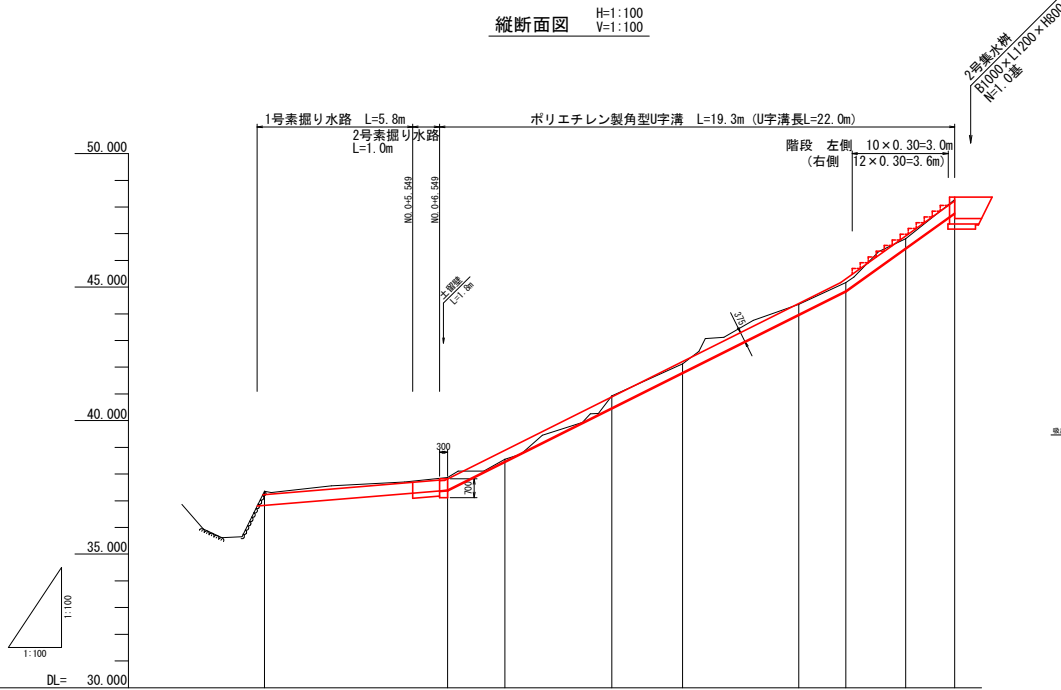 縦断面図
H=1:100
V=1:100
2号集水桝
B1000×L1200×H800
N=1.0基
1号素掘り水路 L=5.8m
ポリエチレン製角型U字溝 L=19.3m (U字溝長L=22.0m)
2号素掘り水路
L=1.0m
階段 左側 10×0.30=3.0m
(右側 12×0.30=3.6m)
50.000
NO.0+5.549
NO.0+6.549
45.000
土留壁
L=1.8m
375
40.000
300
700
35.000
1:100
1:100
DL= 30.000